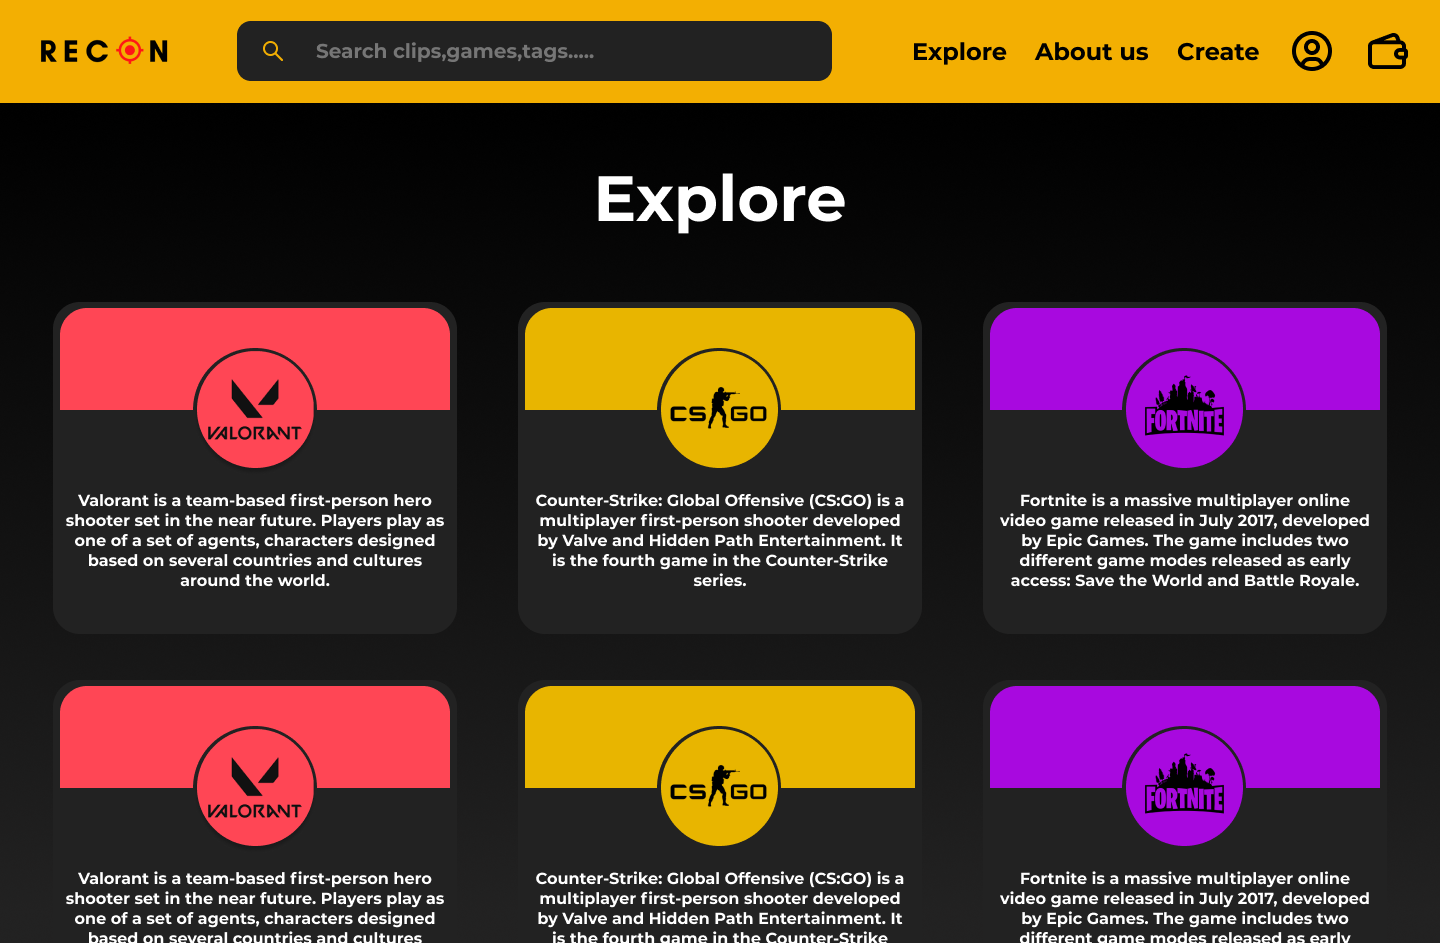 RECON
Search clips,games,tags.....
Explore
About us
Create
Explore
VALORANT
Valorant is a team-based first-person hero
shooter set in the near future. Players play as
one of a set of agents, characters designed
based on several countries and cultures
around the world.
CS GO
Counter-Strike: Global Offensive (CS:GO) is a
multiplayer first-person shooter developed
by Valve and Hidden Path Entertainment. It
is the fourth game in the Counter-Strike
series.
FORTNITE
Fortnite is a massive multiplayer online
video game released in July 2017, developed
by Epic Games. The game includes two
different game modes released as early
access: Save the World and Battle Royale.
VALORANT
Valorant is a team-based first-person hero
shooter set in the near future. Players play as
one of a set of agents, characters designed
based on several countries and cultures
CS GO
Counter-Strike: Global Offensive (CS:GO) is a
multiplayer first-person shooter developed
by Valve and Hidden Path Entertainment. It
is the fourth game in the Counter-Strike
FORTNITE
Fortnite is a massive multiplayer online
video game released in July 2017, developed
by Epic Games. The game includes two
different game modes released as early